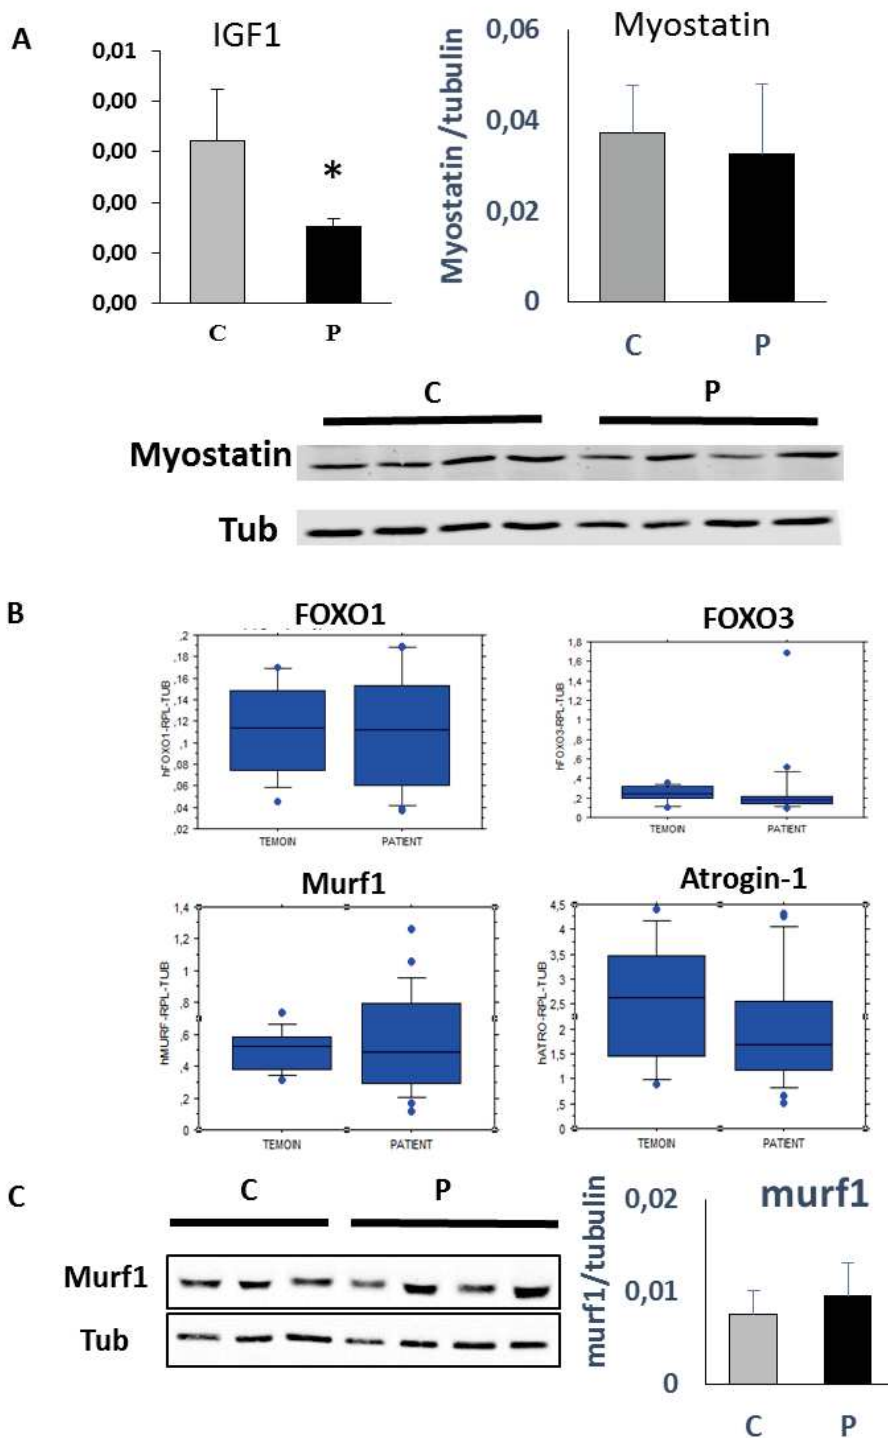 A
IGF1
0,01
0,00
0,00
0,00
0,00
0,00
*
C P
Myostatin
Myostatin /tubulin
0,06
0,04
0,02
0
C P
C P
Myostatin
Tub
B
FOXO1
hFOXO1-RPL-TUB
,2
,18
,16
,14
,12
,1
,08
,06
,04
,02
TEMOIN PATIENT
FOXO3
hFOXO3-RPL-TUB
1,8
1,6
1,4
1,2
1
,8
,6
,4
,2
0
TEMOIN PATIENT
Murf1
hMURF-RPL-TUB
1,4
1,2
1
,8
,6
,4
,2
0
TEMOIN PATIENT
Atrogin-1
hATRO-RPL-TUB
4,5
4
3,5
3
2,5
2
1,5
1
,5
0
TEMOIN PATIENT
C
C P
Murf1
Tub
murf1
murf1/tubulin
0,02
0,01
0
C P